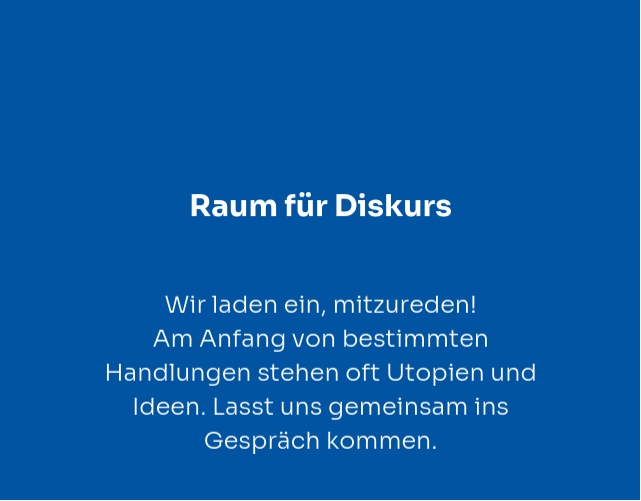 Raum für Diskurs
Wir laden ein, mitzureden!
Am Anfang von bestimmten
Handlungen stehen oft Utopien und
Ideen. Lasst uns gemeinsam ins
Gespräch kommen.